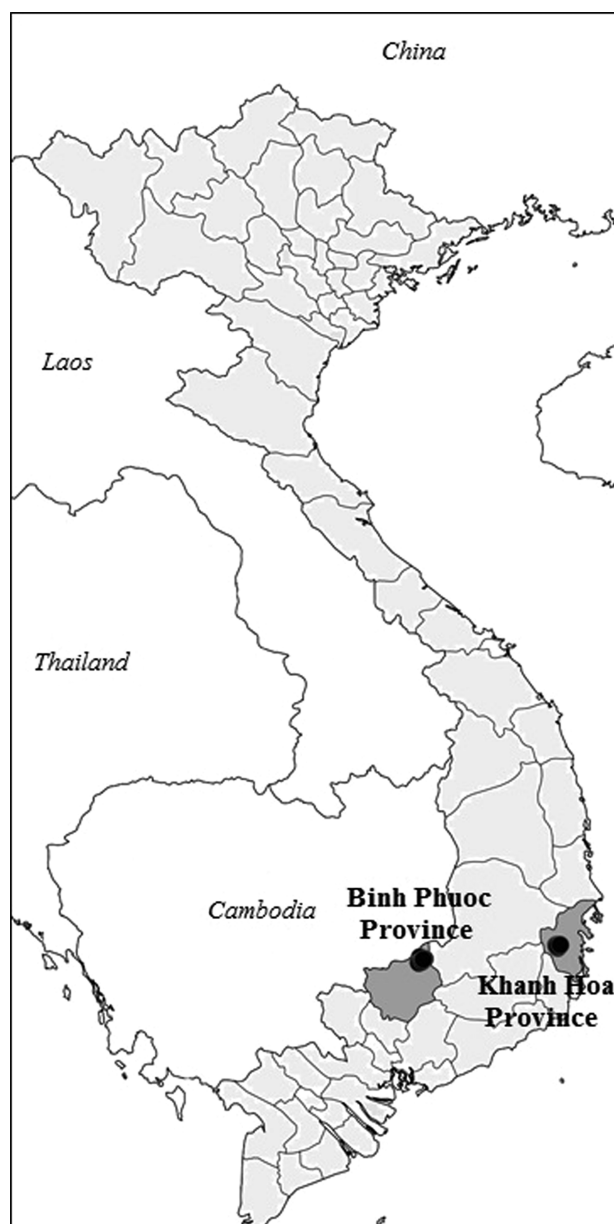 China
Laos
Thailand
Cambodia
Binh Phuoc
Province
Khanh Hoa
Province